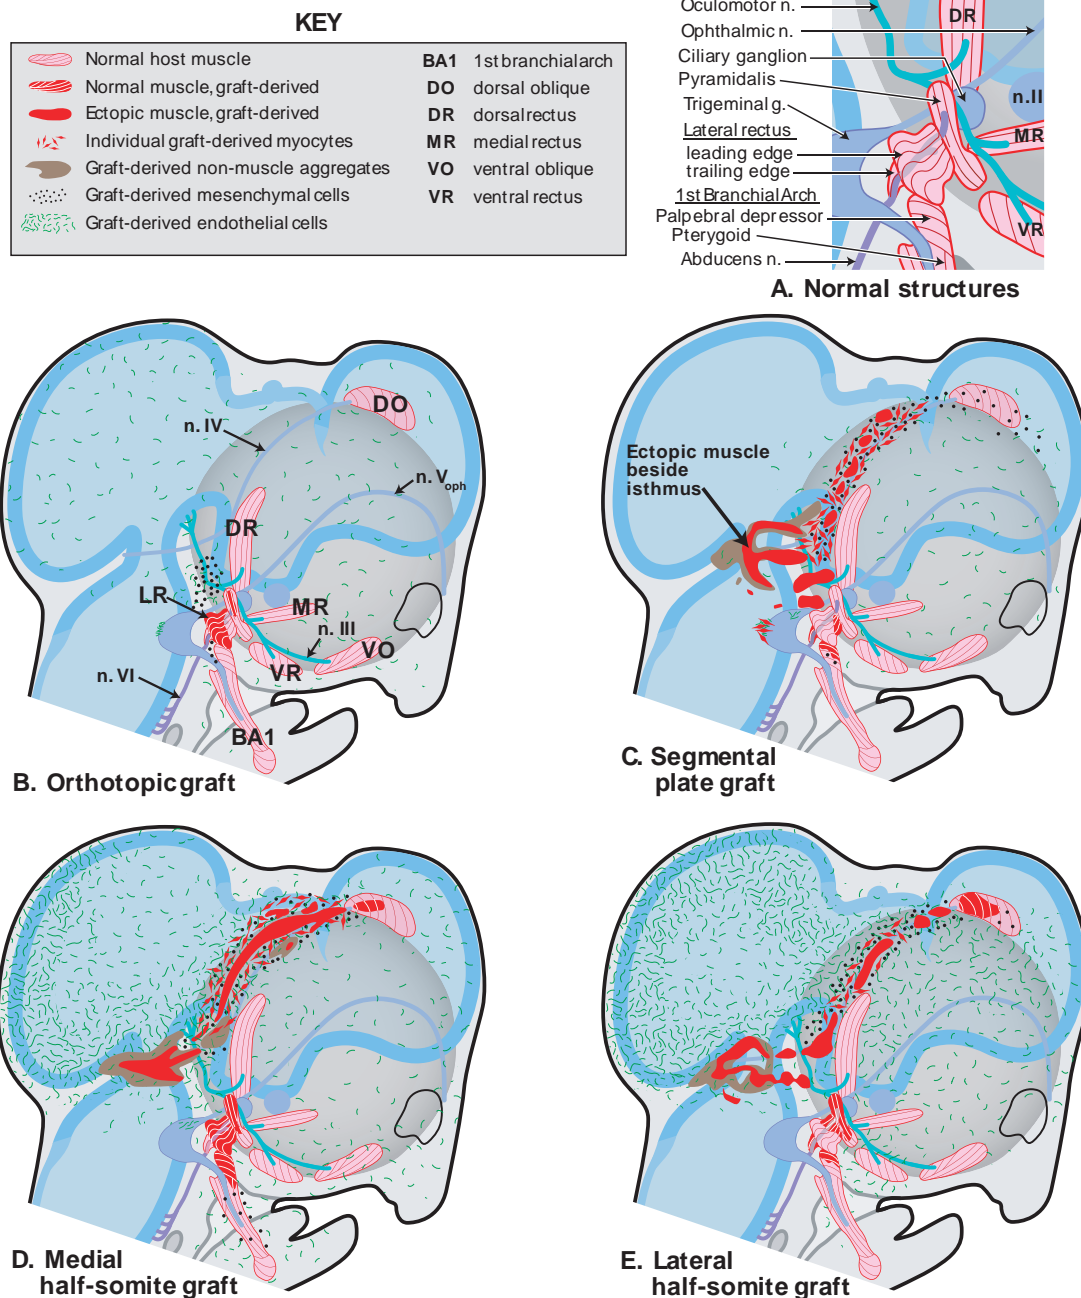 KEY
Normal host muscle
Normal muscle, graft-derived
Ectopic muscle, graft-derived
Individual graft-derived myocytes
Graft-derived non-muscle aggregates
Graft-derived mesenchymal cells
Graft-derived endothelial cells
BA1 1st branchial arch
DO dorsal oblique
DR dorsal rectus
MR medial rectus
VO ventral oblique
VR ventral rectus
Oculomotor n.
Ophthalmic n.
Ciliary ganglion
Pyramidalis
Trigeminal g.
Lateral rectus
leading edge
trailing edge
1st Branchial Arch
Palpebral depressor
Pterygoid
Abducens n.
DR
n.II
MR
VR
A. Normal structures
DO
n. IV
n. Voph
DR
LR
MR
n. III
VO
VR
n. VI
BA1
B. Orthotopic graft
Ectopic muscle
beside
isthmus
C. Segmental
plate graft
D. Medial
half-somite graft
E. Lateral
half-somite graft